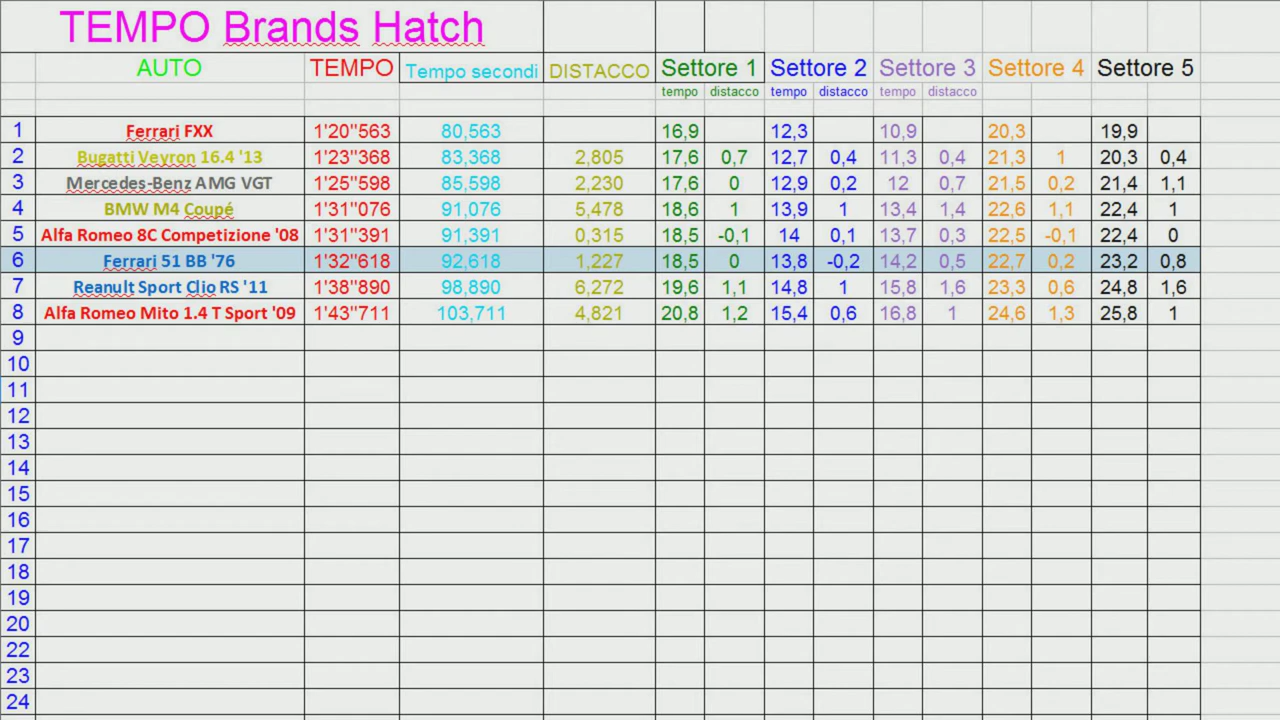 TEMPO Brands Hatch
AUTO TEMPO Tempo secondi DISTACCO Settore 1 Settore 2 Settore 3 Settore 4 Settore 5
tempo distacco tempo distacco tempo distacco
1 Ferrari FXX 1'20"563 80,563 16,9 12,3 10,9 20,3 19,9
2 Bugatti Veyron 16.4 '13 1'23"368 83,368 2,805 17,6 0,7 12,7 0,4 11,3 0,4 21,3 1 20,3 0,4
3 Mercedes-Benz AMG VGT 1'25"598 85,598 2,230 17,6 0 12,9 0,2 12 0,7 21,5 0,2 21,4 1,1
4 BMW M4 Coupé 1'31"076 91,076 5,478 18,6 1 13,9 1 13,4 1,4 22,6 1,1 22,4 1
5 Alfa Romeo 8C Competizione '08 1'31"391 91,391 0,315 18,5 -0,1 14 0,1 13,7 0,3 22,5 -0,1 22,4 0
6 Ferrari 51 BB '76 1'32"618 92,618 1,227 18,5 0 13,8 -0,2 14,2 0,5 22,7 0,2 23,2 0,8
7 Reanult Sport Clio RS '11 1'38"890 98,890 6,272 19,6 1,1 14,8 1 15,8 1,6 23,3 0,6 24,8 1,6
8 Alfa Romeo Mito 1.4 T Sport '09 1'43"711 103,711 4,821 20,8 1,2 15,4 0,6 16,8 1 24,6 1,3 25,8 1
9
10
11
12
13
14
15
16
17
18
19
20
22
23
24